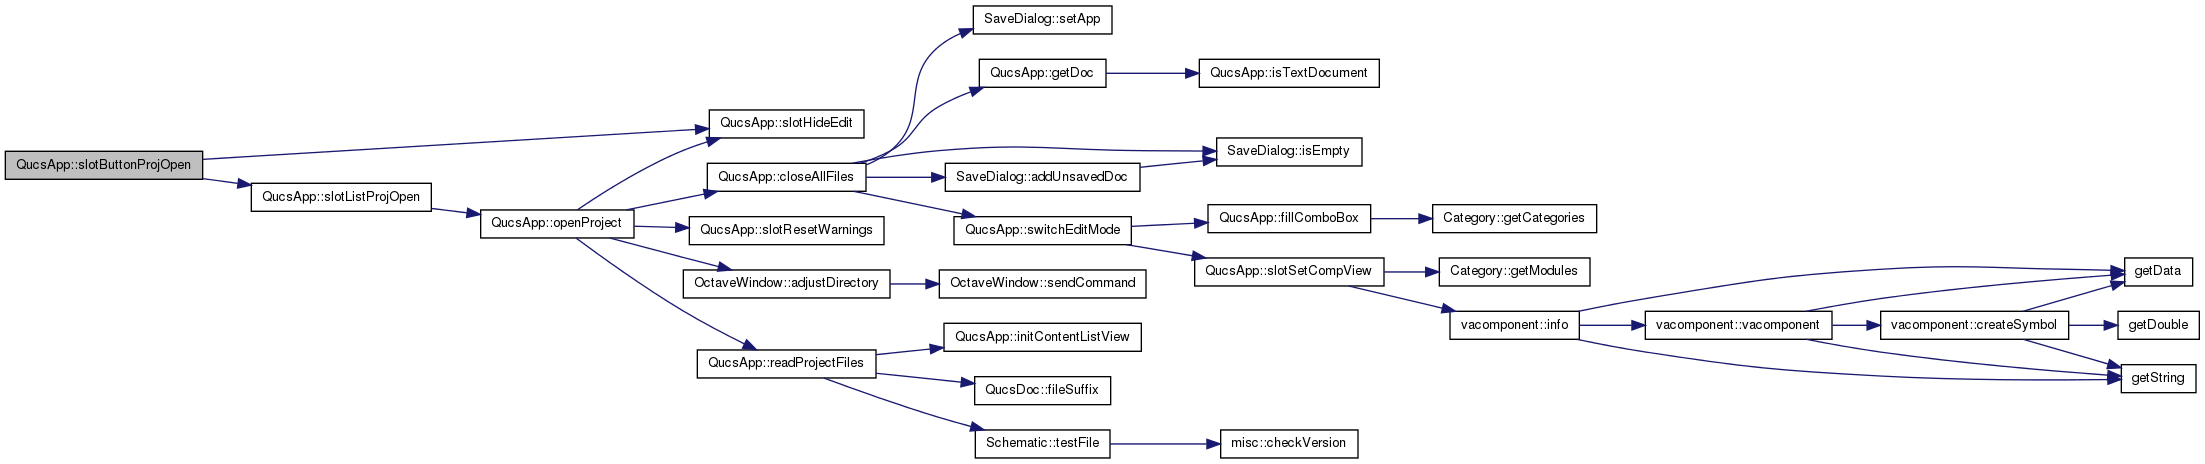 QucsApp::slotButtonProjOpen
QucsApp::slotListProjOpen
QucsApp::openProject
QucsApp::slotHideEdit
QucsApp::closeAllFiles
QucsApp::slotResetWarnings
OctaveWindow::adjustDirectory
QucsApp::readProjectFiles
SaveDialog::setApp
QucsApp::getDoc
SaveDialog::addUnsavedDoc
QucsApp::switchEditMode
OctaveWindow::sendCommand
QucsApp::initContentListView
QucsDoc::fileSuffix
Schematic::testFile
QucsApp::isTextDocument
SaveDialog::isEmpty
QucsApp::fillComboBox
QucsApp::slotSetCompView
misc::checkVersion
Category::getCategories
Category::getModules
vacomponent::info
vacomponent::vacomponent
vacomponent::createSymbol
getData
getDouble
getString